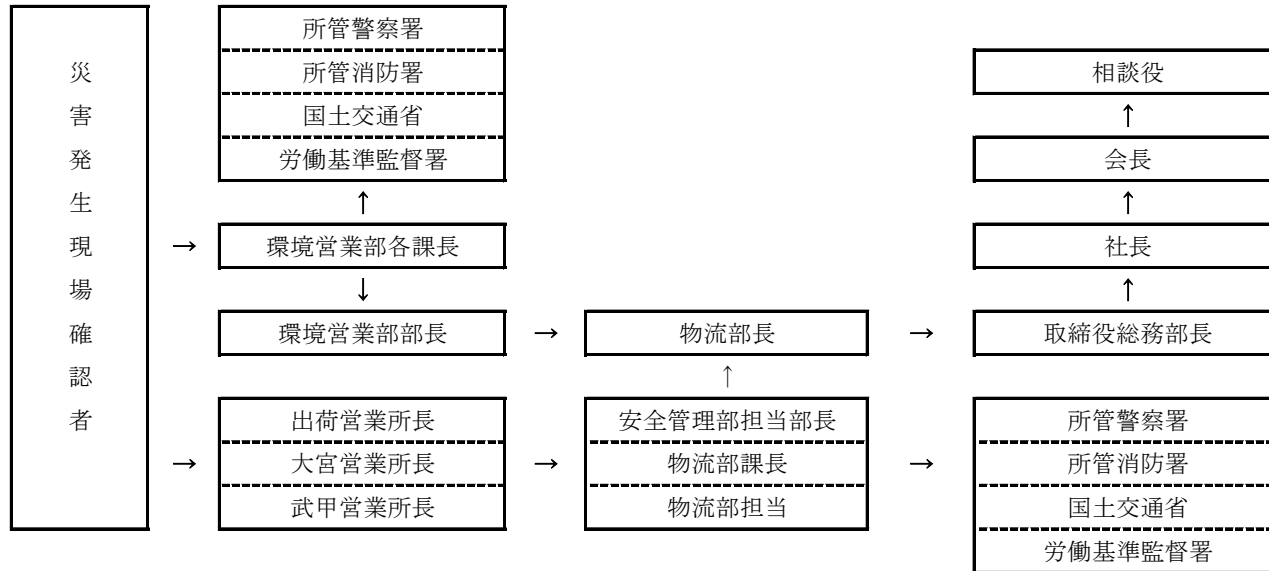 災害発生現場確認者
所管警察署
所管消防署
国土交通省
労働基準監督署
↑
→ 環境営業部各課長
↓
環境営業部部長 → 物流部長 → 取締役総務部長
↑
社長
↑
会長
↑
相談役
↑
→ 出荷営業所長
大宮営業所長
武甲営業所長
→ 安全管理部担当部長
物流部課長
物流部担当
→ 所管警察署
所管消防署
国土交通省
労働基準監督署